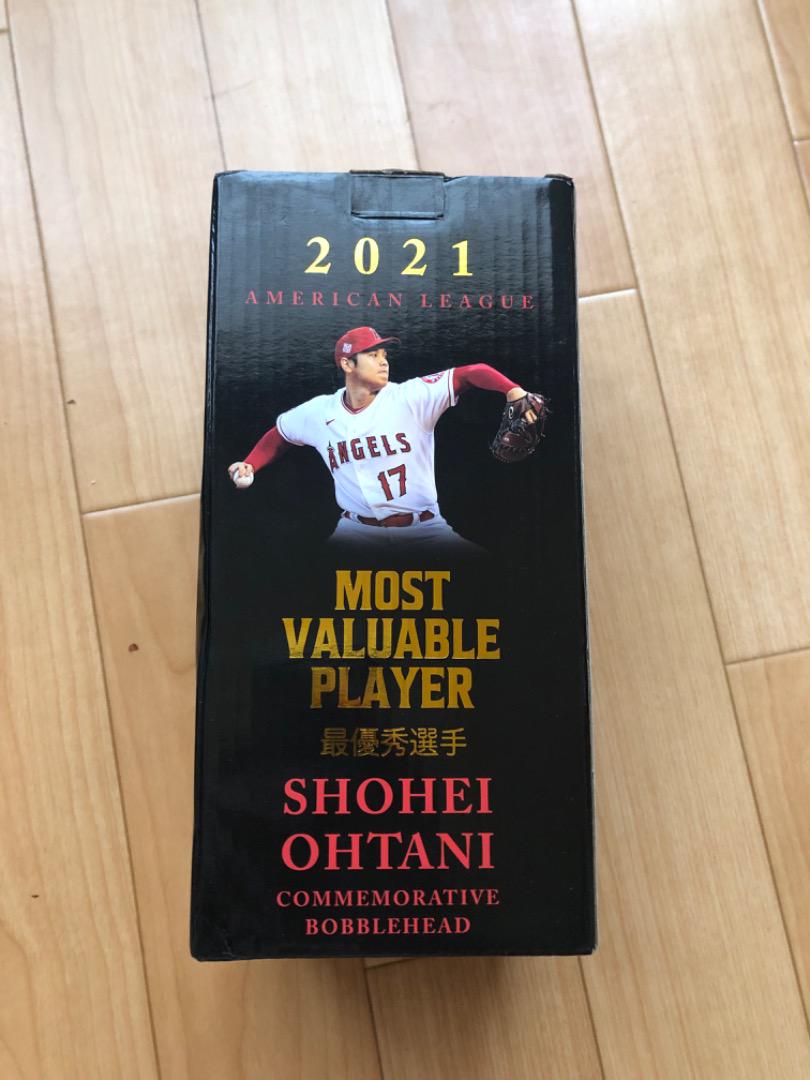 2021
AMERICAN LEAGUE
ANGELS
17
MOST
VALUABLE
PLAYER
最優秀選手
SHOHEI
OHTANI
COMMEMORATIVE
BOBBLEHEAD